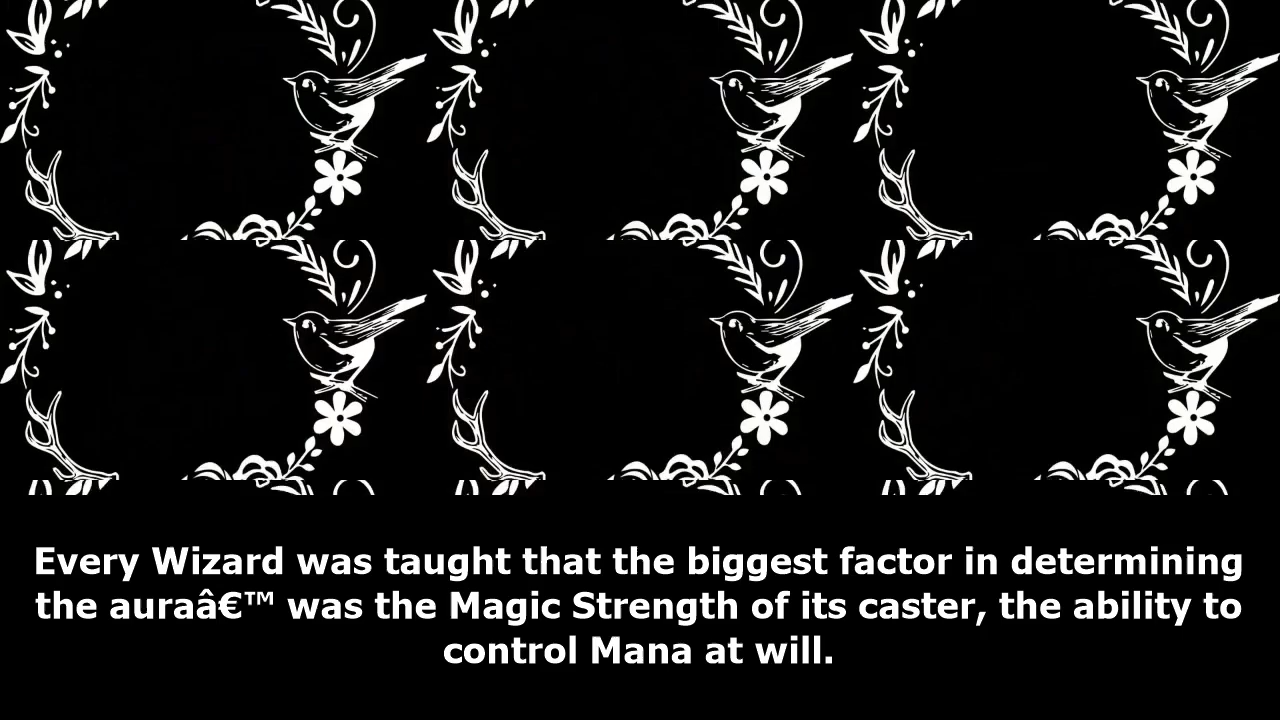 Every Wizard was taught that the biggest factor in determining
the auraâ€™ was the Magic Strength of its caster, the ability to
control Mana at will.